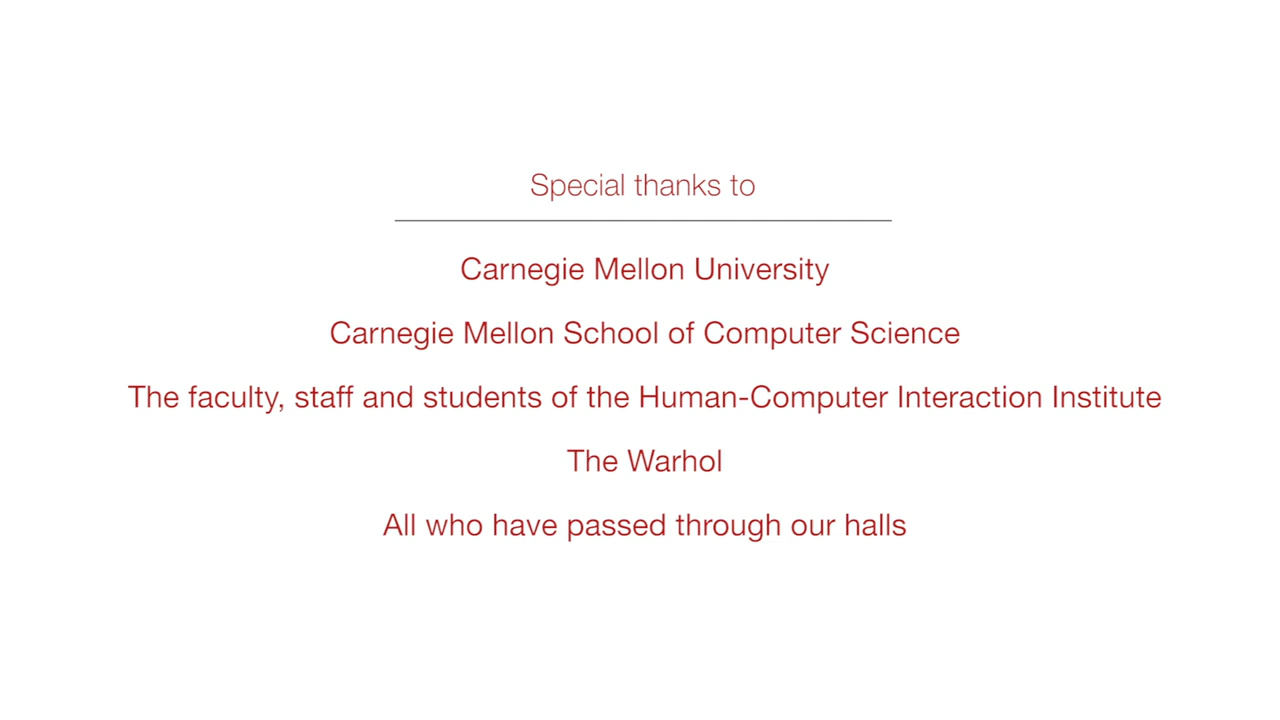 Special thanks to
Carnegie Mellon University
Carnegie Mellon School of Computer Science
The faculty, staff and students of the Human-Computer Interaction Institute
The Warhol
All who have passed through our halls